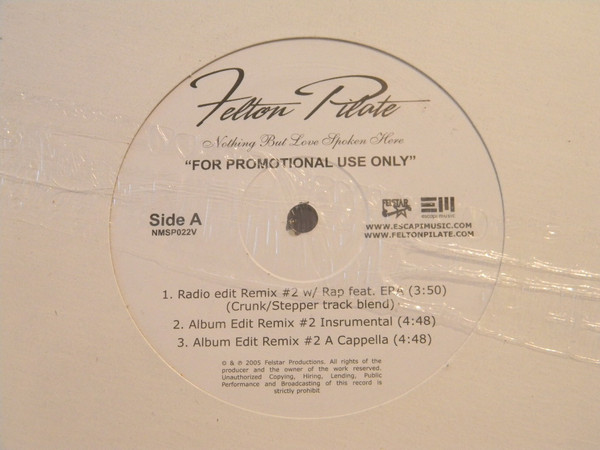 Felton Pilate
Nothing But Love Spoken Here
"FOR PROMOTIONAL USE ONLY"
Side A
NMSP022V
FELSTAR
WWW.ESCAPIMUSIC.COM
WWW.FELTONPILATE.COM
1. Radio edit Remix #2 w/ Rap feat. (3:50)
(Crunk/Stepper track blend)
2. Album Edit Remix #2 Insrumental (4:48)
3. Album Edit Remix #2 A Cappella (4:48)
© & ℗ 2005 Felstar Productions. All rights of the
producer and the owner of the work reserved.
Unauthorized Copying, Hiring, Lending, Public
Performance and Broadcasting of this record is
strictly prohibit